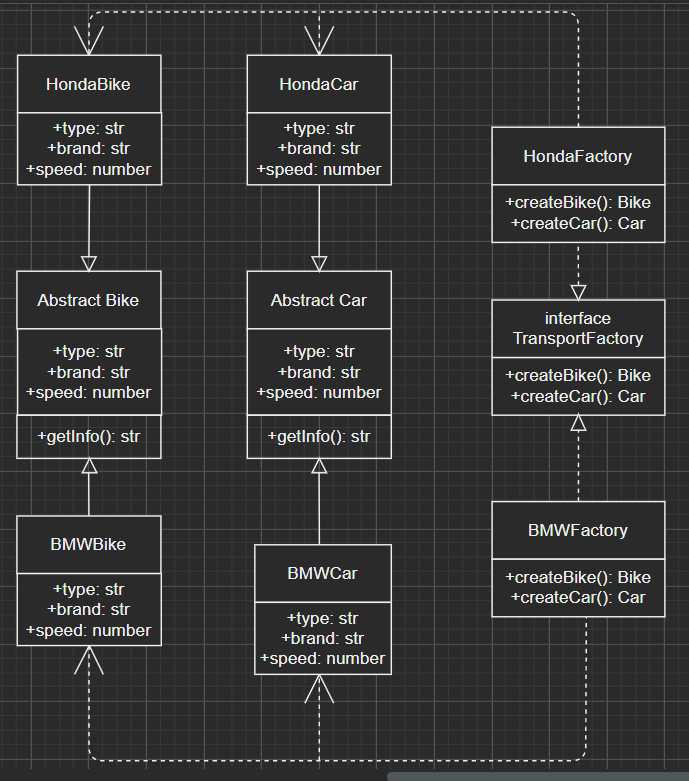 HondaBike
+type: str
+brand: str
+speed: number
HondaCar
+type: str
+brand: str
+speed: number
HondaFactory
+createBike(): Bike
+createCar(): Car
Abstract Bike
+type: str
+brand: str
+speed: number
+getInfo(): str
Abstract Car
+type: str
+brand: str
+speed: number
+getInfo(): str
interface
TransportFactory
+createBike(): Bike
+createCar(): Car
BMWBike
+type: str
+brand: str
+speed: number
BMWCar
+type: str
+brand: str
+speed: number
BMWFactory
+createBike(): Bike
+createCar(): Car